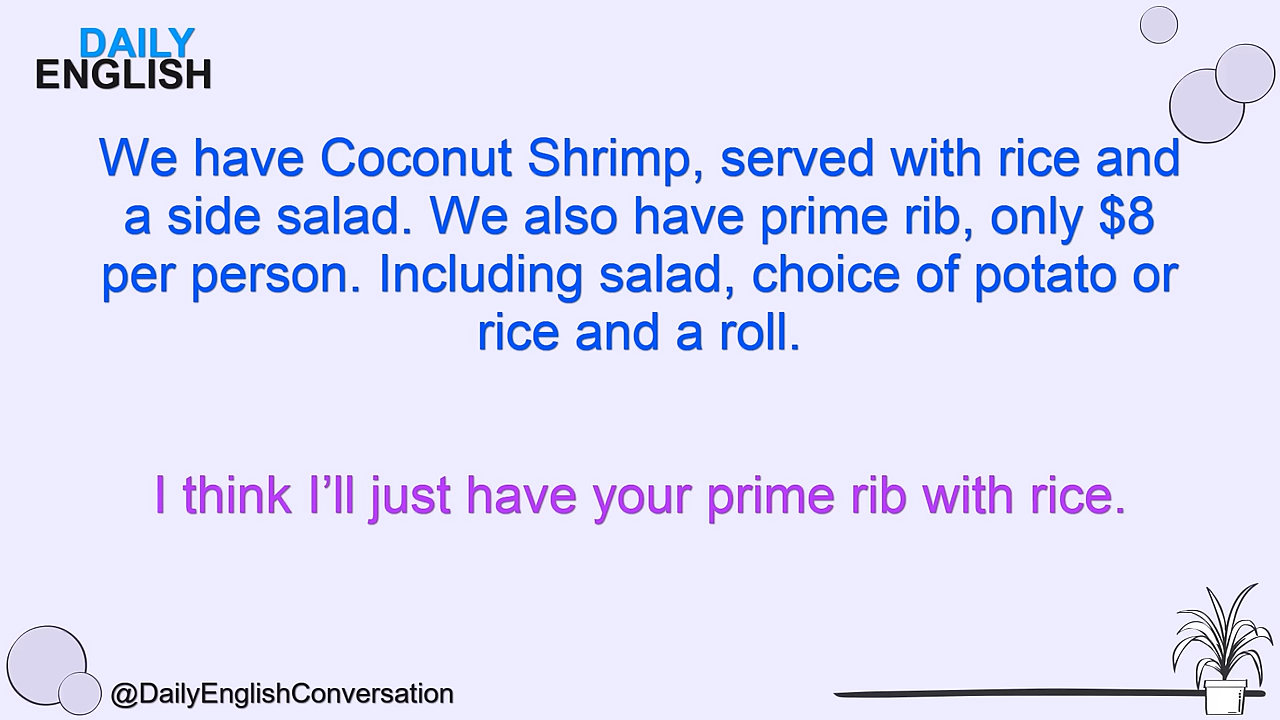 DAILY
ENGLISH
We have Coconut Shrimp, served with rice and
a side salad. We also have prime rib, only $8
per person. Including salad, choice of potato or
rice and a roll.
I think I’ll just have your prime rib with rice.
@DailyEnglishConversation